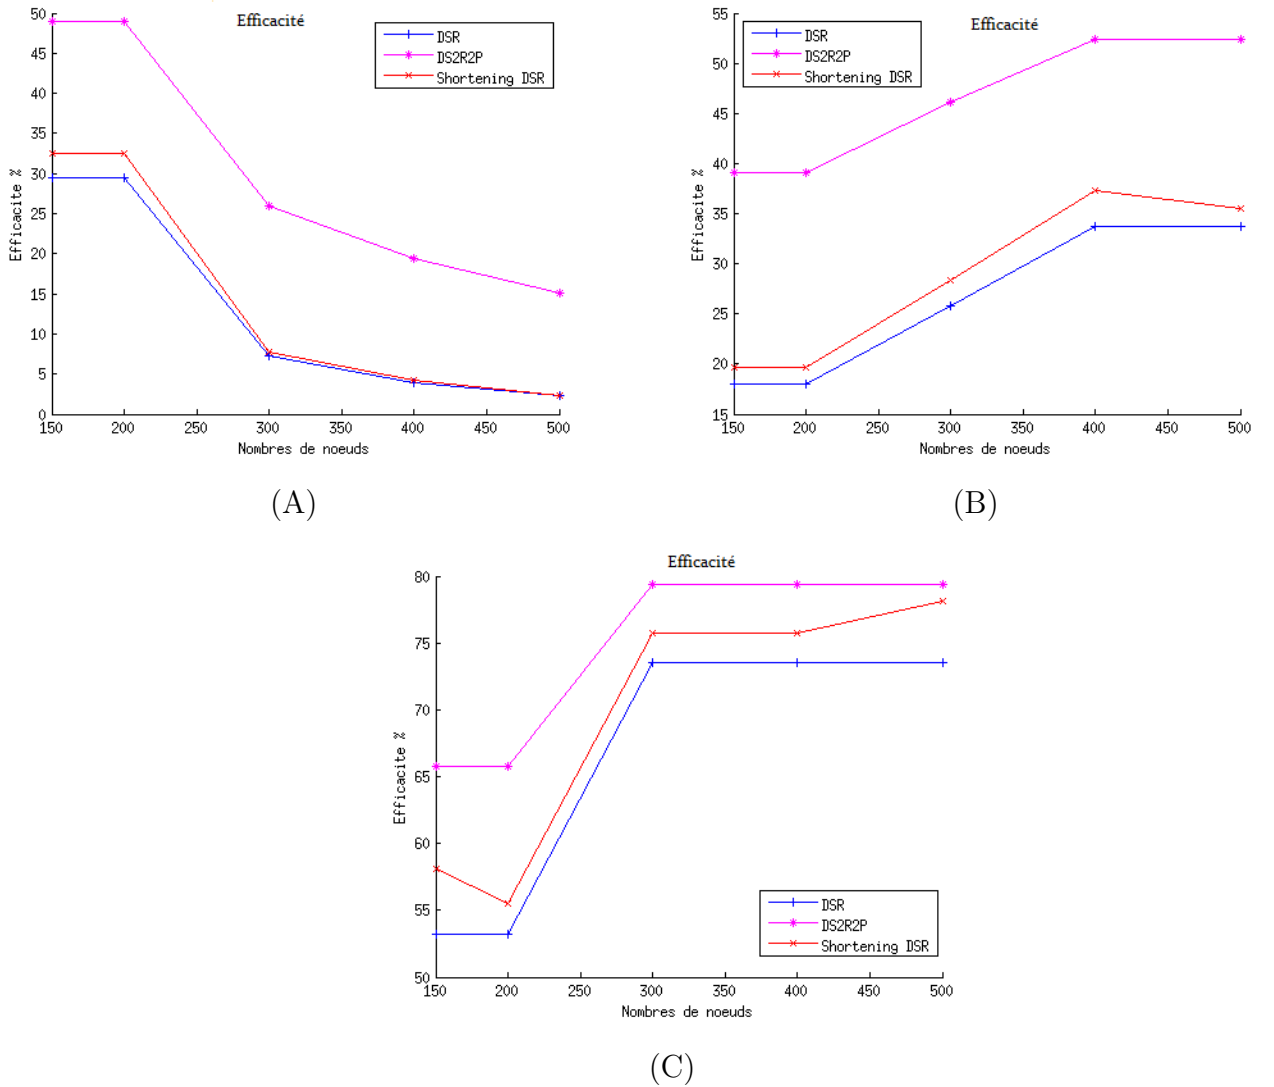 Efficacité
50
45
40
35
30
25
20
15
10
5
0
Efficacite %
150 200 250 300 350 400 450 500
Nombres de noeuds
DSR
DS2R2P
Shortening DSR
(A)
Efficacité
55
50
45
40
35
30
25
20
15
Efficacite %
150 200 250 300 350 400 450 500
Nombres de noeuds
DSR
DS2R2P
Shortening DSR
(B)
Efficacité
80
75
70
65
60
55
50
Efficacite %
150 200 250 300 350 400 450 500
Nombres de noeuds
DSR
DS2R2P
Shortening DSR
(C)